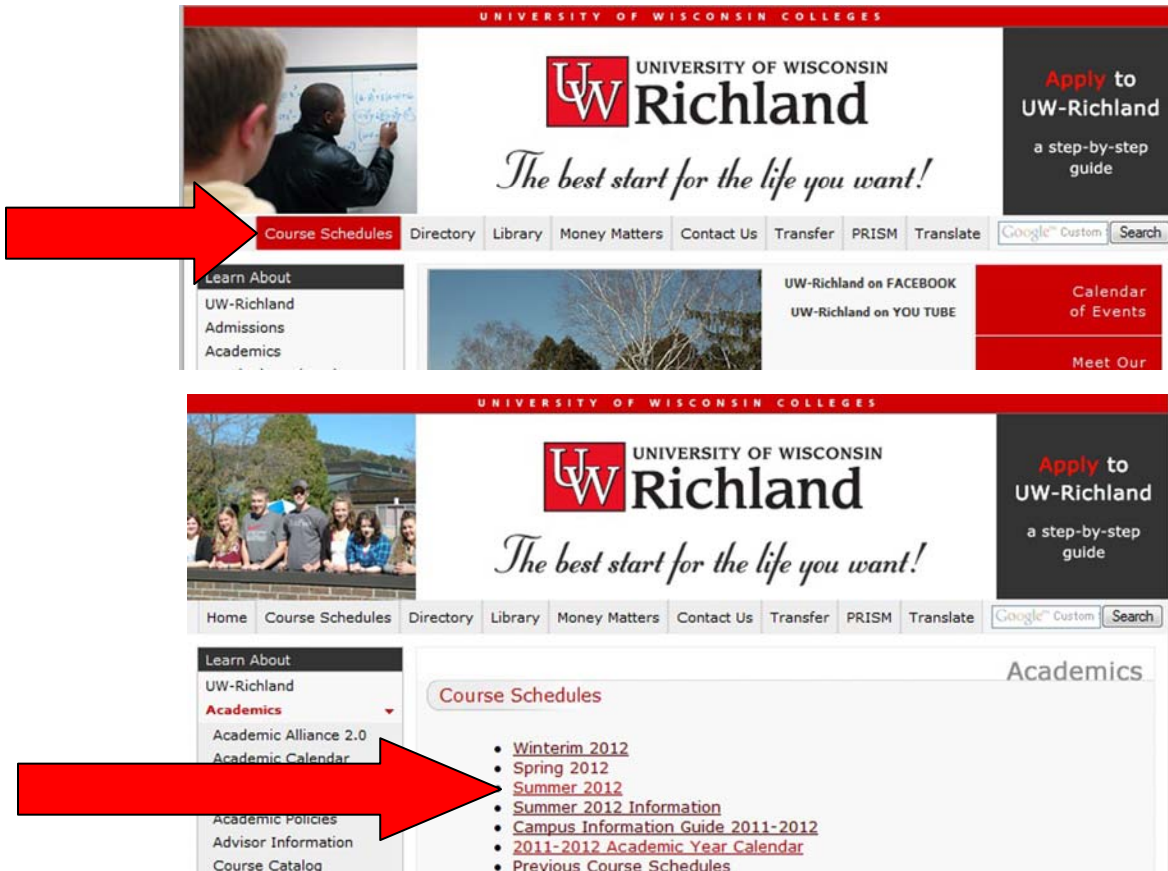 UNIVERSITY OF WISCONSIN COLLEGES
UW
UNIVERSITY OF WISCONSIN
Richland
The best start for the life you want!
Apply to
UW-Richland
a step-by-step
guide
Course Schedules Directory Library Money Matters Contact Us Transfer PRISM Translate Google™ Custom Search
Learn About
UW-Richland
Admissions
Academics
UW-Richland on FACEBOOK
UW-Richland on YOU TUBE
Calendar
of Events
Meet Our
UNIVERSITY OF WISCONSIN COLLEGES
UW
UNIVERSITY OF WISCONSIN
Richland
The best start for the life you want!
Apply to
UW-Richland
a step-by-step
guide
Home Course Schedules Directory Library Money Matters Contact Us Transfer PRISM Translate Google™ Custom Search
Learn About
UW-Richland
Academics
Academic Alliance 2.0
Academic Calendar
Academic Policies
Advisor Information
Course Catalog
Academics
Course Schedules
• Winterim 2012
• Spring 2012
• Summer 2012
• Summer 2012 Information
• Campus Information Guide 2011-2012
• 2011-2012 Academic Year Calendar
• Previous Course Schedules